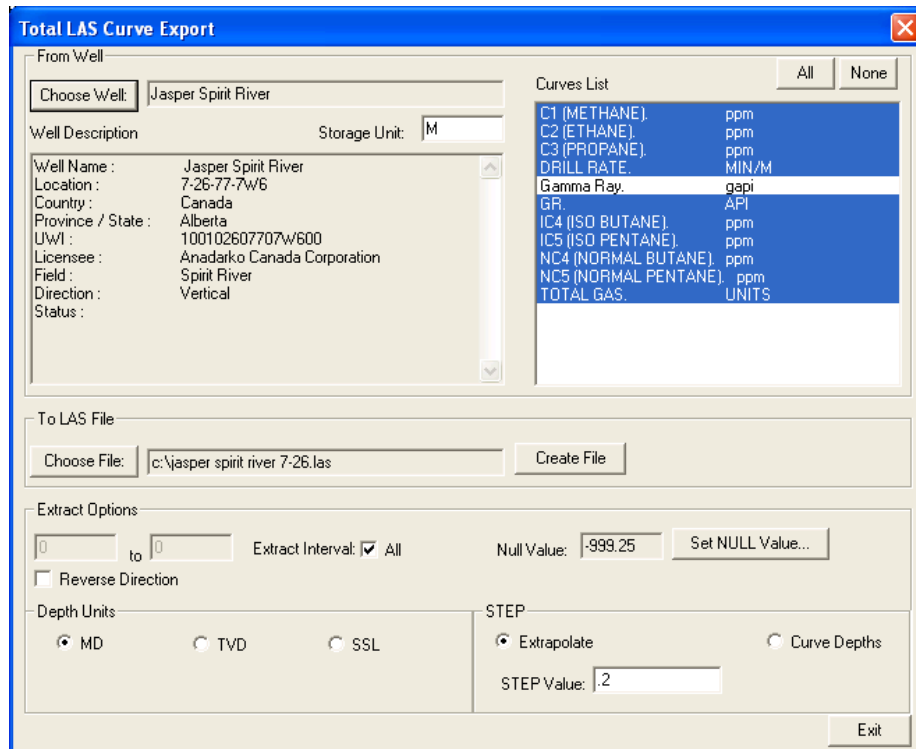 Total LAS Curve Export
From Well
All None
Choose Well: Jasper Spirit River
Curves List
Well Description Storage Unit: M
Well Name : Jasper Spirit River
Location : 7-26-77-7W6
Country : Canada
Province / State : Alberta
UWI : 100102607707W600
Licensee : Anadarko Canada Corporation
Field : Spirit River
Direction : Vertical
Status :
C1 (METHANE). ppm
C2 (ETHANE). ppm
C3 (PROPANE). ppm
DRILL RATE. MIN/M
Gamma Ray. gapi
GR. API
IC4 (ISO BUTANE). ppm
IC5 (ISO PENTANE). ppm
NC4 (NORMAL BUTANE). ppm
NC5 (NORMAL PENTANE). ppm
TOTAL GAS. UNITS
To LAS File
Choose File: c:\jasper spirit river 7-26.las Create File
Extract Options
0 to 0 Extract Interval: All Null Value: -999.25 Set NULL Value...
Reverse Direction
Depth Units
MD TVD SSL
STEP
Extrapolate Curve Depths
STEP Value: .2
Exit